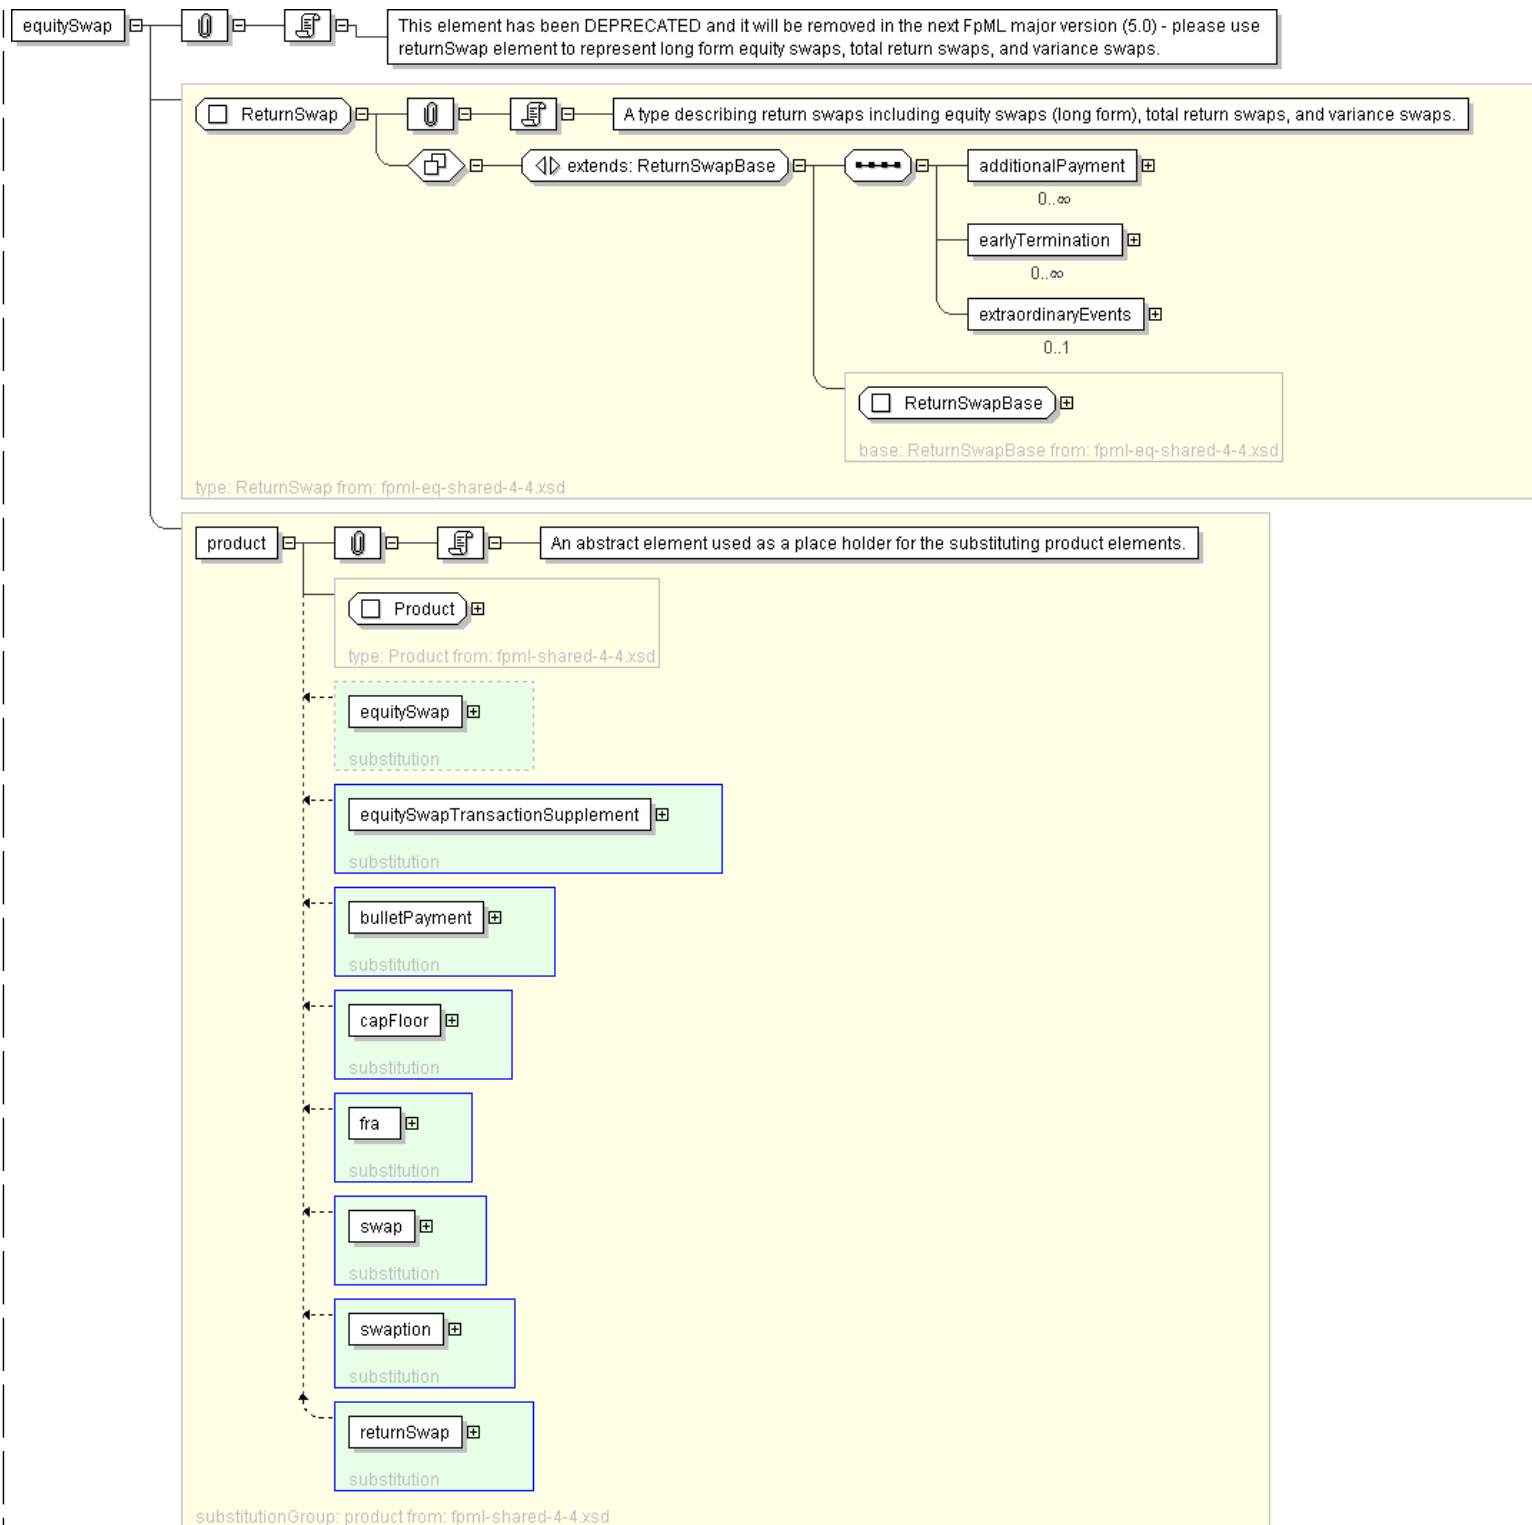 equitySwap
This element has been DEPRECATED and it will be removed in the next FpML major version (5.0) - please use
returnSwap element to represent long form equity swaps, total return swaps, and variance swaps.
ReturnSwap
A type describing return swaps including equity swaps (long form), total return swaps, and variance swaps.
extends: ReturnSwapBase
additionalPayment
0..∞
earlyTermination
0..∞
extraordinaryEvents
0..1
ReturnSwapBase
base: ReturnSwapBase from: fpml-eq-shared-4-4.xsd
type: ReturnSwap from: fpml-eq-shared-4-4.xsd
product
An abstract element used as a place holder for the substituting product elements.
Product
type: Product from: fpml-shared-4-4.xsd
equitySwap
substitution
equitySwapTransactionSupplement
substitution
bulletPayment
substitution
capFloor
substitution
fra
substitution
swap
substitution
swaption
substitution
returnSwap
substitution
substitutionGroup: product from: fpml-shared-4-4.xsd